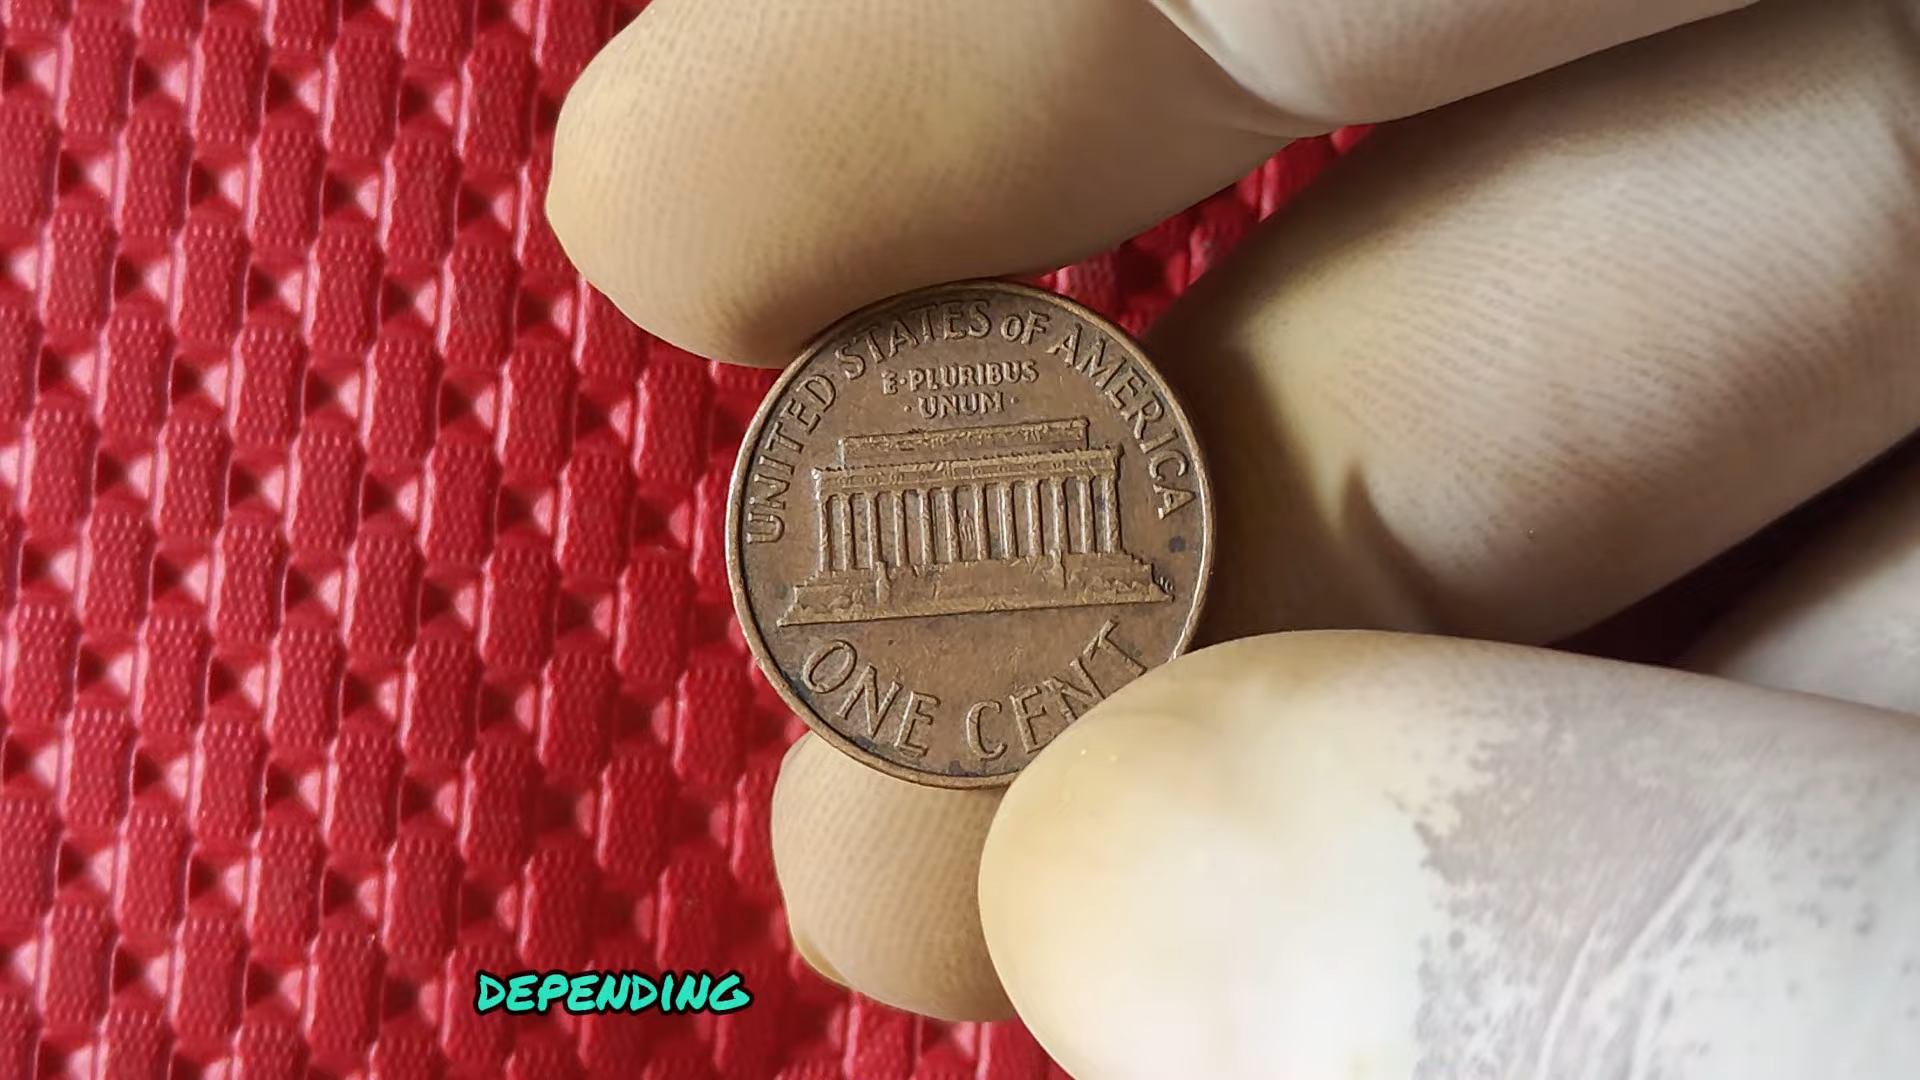 UNITED STATES OF AMERICA
E·PLURIBUS
·UNUM·
ONE CENT
DEPENDING